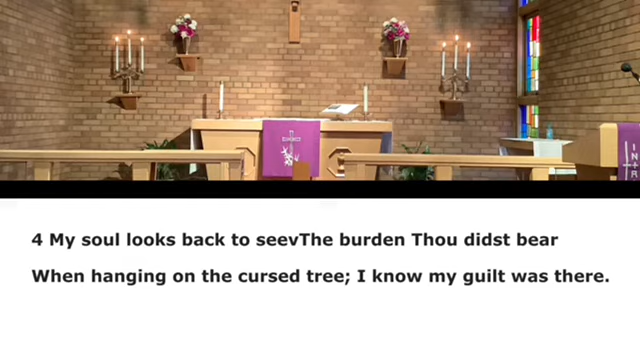 4 My soul looks back to seevThe burden Thou didst bear
When hanging on the cursed tree; I know my guilt was there.